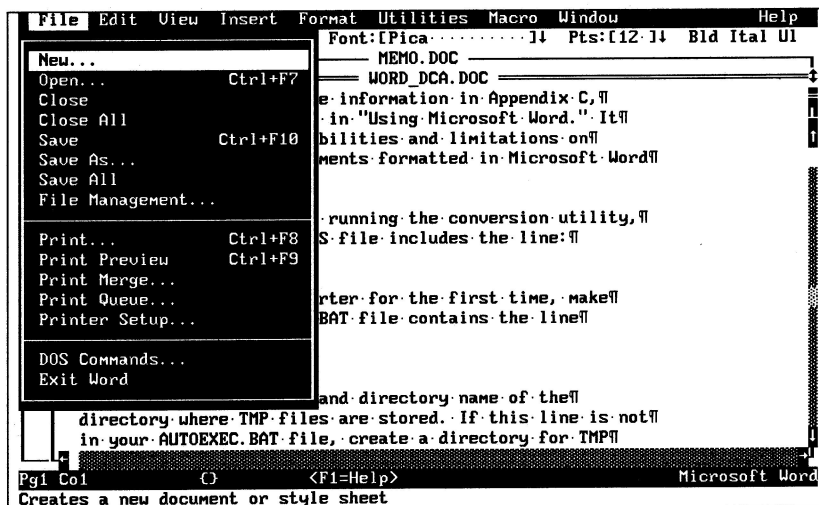 File Edit View Insert Format Utilities Macro Window Help
Font:[Pica··········]↓ Pts:[12·]↓ Bld Ital Ul
New...
MEMO.DOC
Open... Ctrl+F7
WORD_DCA.DOC
Close
e·information·in·Appendix·C,¶
Close All
·in·"Using·Microsoft·Word."·It¶
Save Ctrl+F10
bilities·and·limitations·on¶
Save As...
ments·formatted·in·Microsoft·Word¶
Save All
File Management...
·running·the·conversion·utility,¶
Print... Ctrl+F8
S·file·includes·the·line:¶
Print Preview Ctrl+F9
Print Merge...
Print Queue...
rter·for·the·first·time,·make¶
Printer Setup...
BAT·file·contains·the·line¶
DOS Commands...
Exit Word
and·directory·name·of·the¶
directory·where·TMP·files·are·stored.··If·this·line·is·not¶
in·your·AUTOEXEC.BAT·file,·create·a·directory·for·TMP¶
Pg1 Co1 {} <F1=Help> Microsoft Word
Creates a new document or style sheet